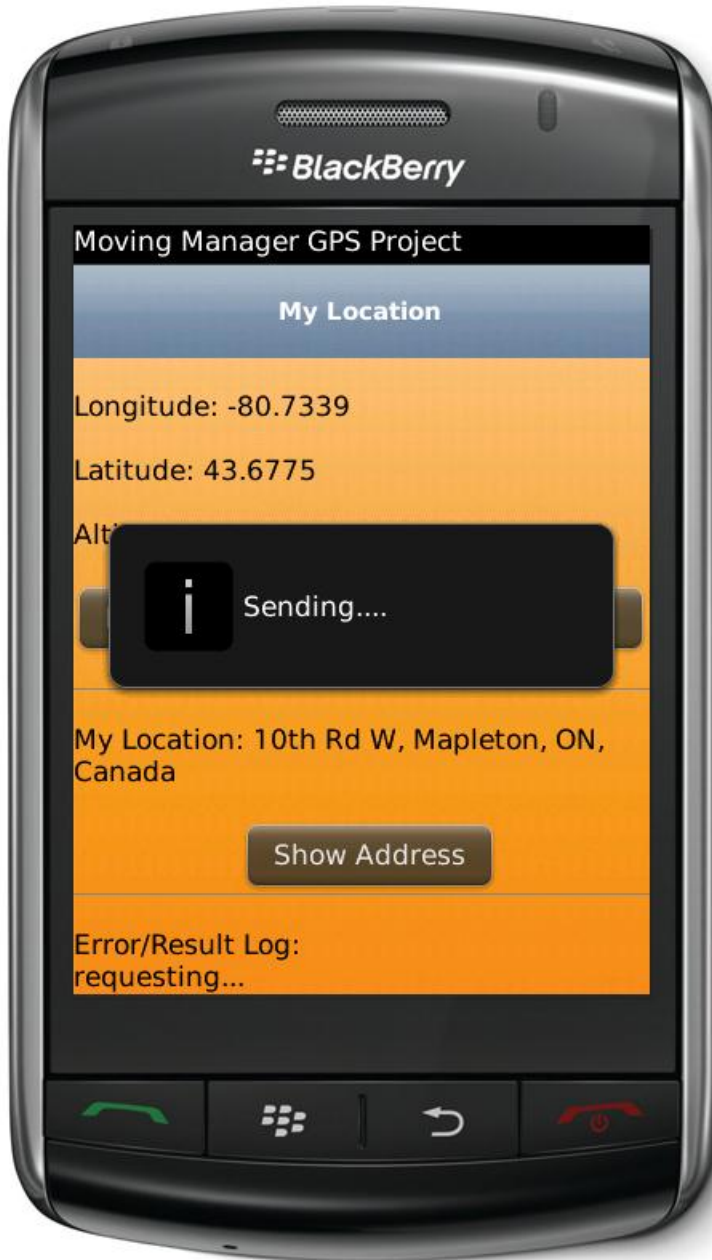 BlackBerry
Moving Manager GPS Project
My Location
Longitude: -80.7339
Latitude: 43.6775
i
Sending....
My Location: 10th Rd W, Mapleton, ON,
Canada
Show Address
Error/Result Log:
requesting...